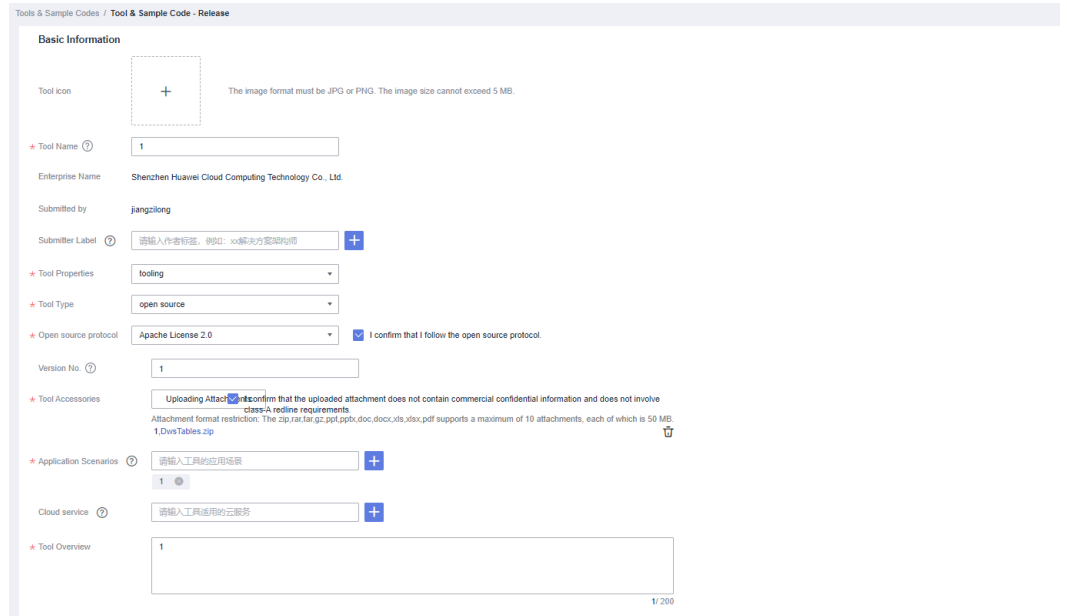 Tools & Sample Codes / Tool & Sample Code - Release
Basic Information
Tool icon
The image format must be JPG or PNG. The image size cannot exceed 5 MB.
* Tool Name ?
1
Enterprise Name
Shenzhen Huawei Cloud Computing Technology Co., Ltd.
Submitted by
jiangzilong
Submitter Label ?
请输入作者标签，例如：xx解决方案架构师
* Tool Properties
tooling
* Tool Type
open source
* Open source protocol
Apache License 2.0
I confirm that I follow the open source protocol.
Version No. ?
1
* Tool Accessories
Uploading Attachments
I confirm that the uploaded attachment does not contain commercial confidential information and does not involve
class-A redline requirements.
Attachment format restriction: The zip,rar,tar,gz,ppt,pptx,doc,docx,xls,xlsx,pdf supports a maximum of 10 attachments, each of which is 50 MB.
1,DwsTables.zip
* Application Scenarios ?
请输入工具的应用场景
1
Cloud service ?
请输入工具适用的云服务
* Tool Overview
1
1/ 200